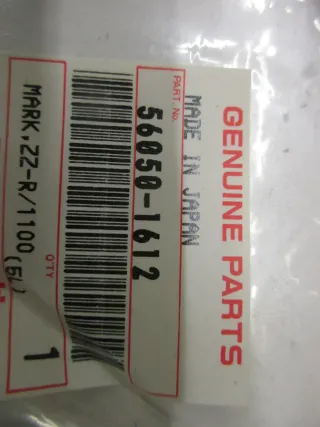 GENUINE PARTS
MADE IN JAPAN
PART. No.
56050-1612
Q'TY
MARK,ZZ-R/1100 1